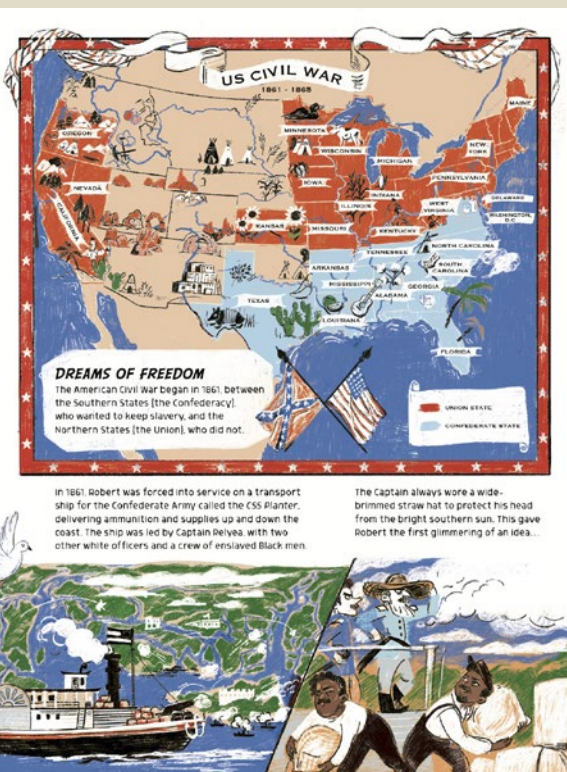 US CIVIL WAR
1861 - 1865
MAINE
OREGON
MINNESOTA
WISCONSIN
MICHIGAN
NEW YORK
NEVADA
IOWA
PENNSYLVANIA
CALIFORNIA
ILLINOIS
INDIANA
WEST VIRGINIA
DELAWARE
WASHINGTON, D.C
KANSAS
MISSOURI
KENTUCKY
TENNESSEE
NORTH CAROLINA
ARKANSAS
SOUTH CAROLINA
MISSISSIPPI
GEORGIA
ALABAMA
TEXAS
LOUISIANA
FLORIDA
DREAMS OF FREEDOM
The American Civil War began in 1861, between
the Southern States (the Confederacy),
who wanted to keep slavery, and the
Northern States (the Union), who did not.
UNION STATE
CONFEDERATE STATE
In 1861, Robert was forced into service on a transport
ship for the Confederate Army called the CSS Planter,
delivering ammunition and supplies up and down the
coast. The ship was led by Captain Relyea, with two
other white officers and a crew of enslaved Black men.
The Captain always wore a wide-
brimmed straw hat to protect his head
from the bright southern sun. This gave
Robert the first glimmering of an idea...